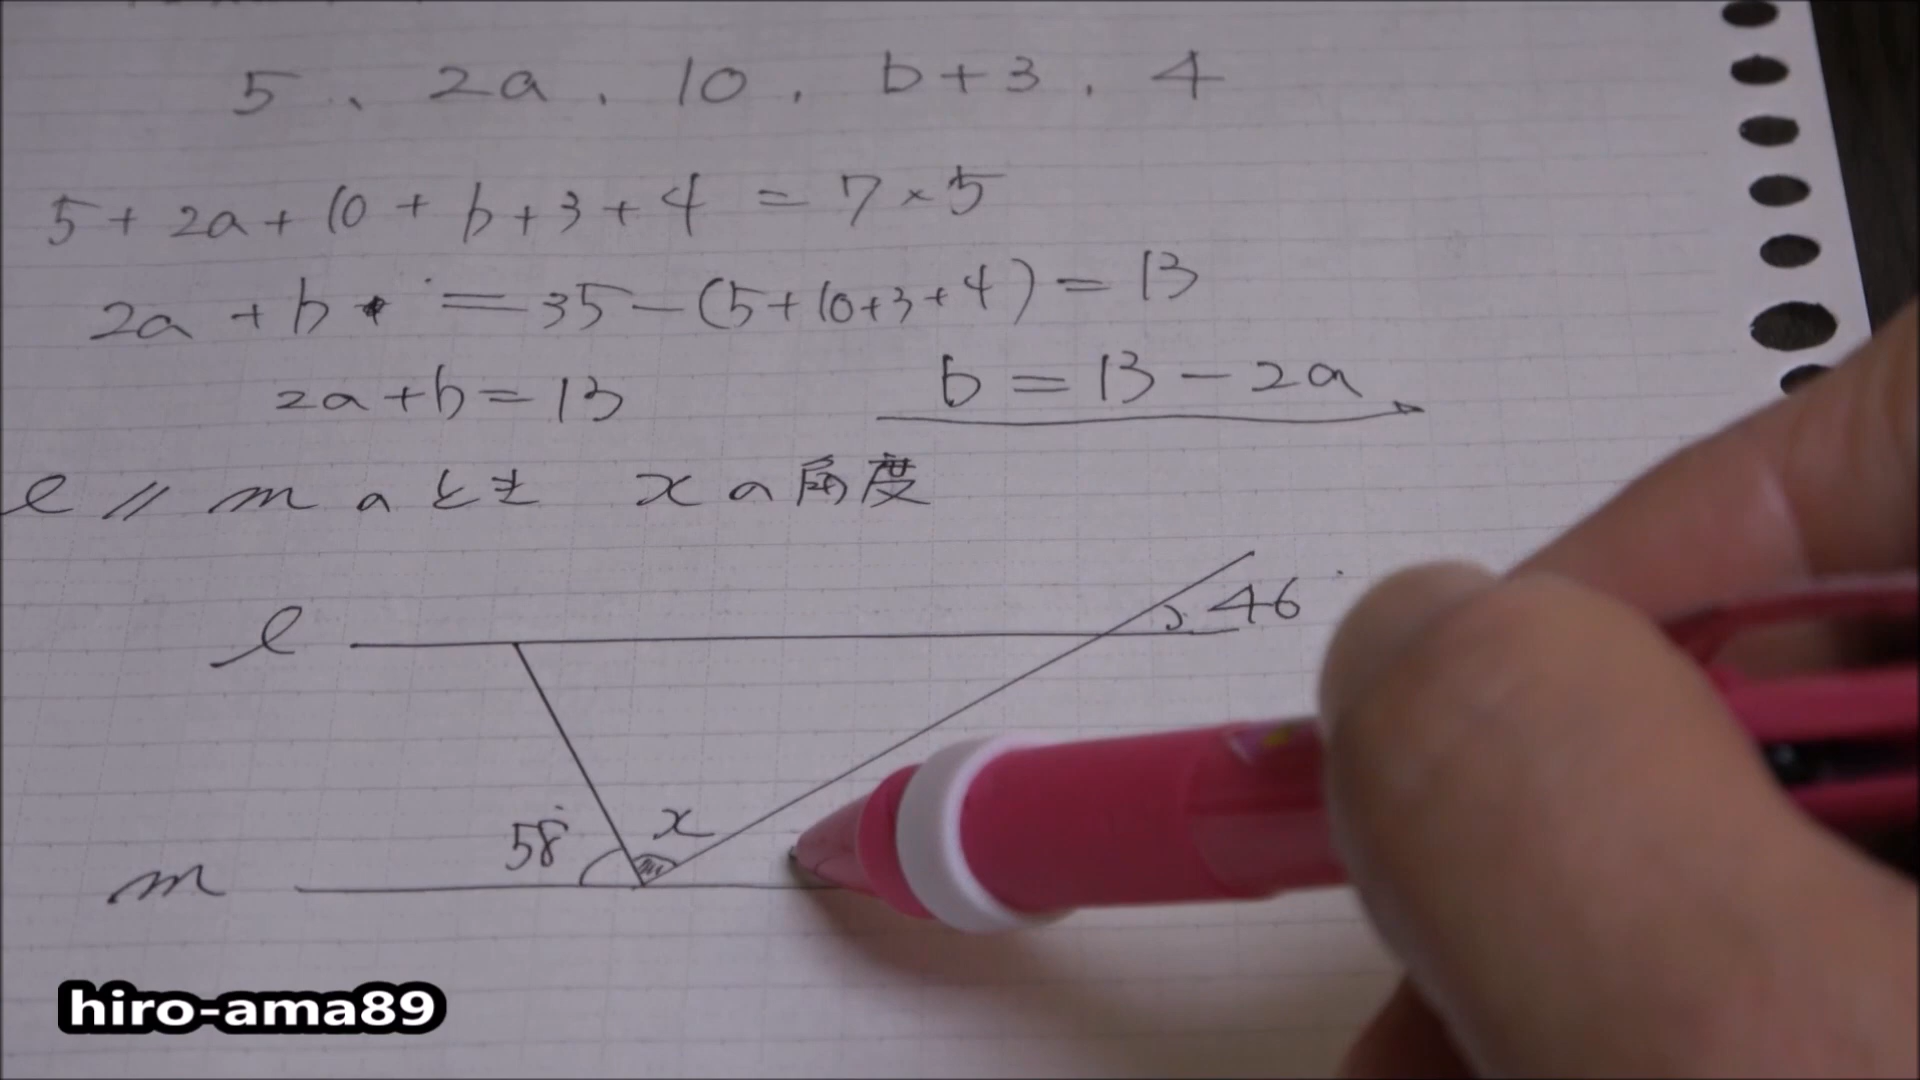 5、2a、10、b+3、4
5+2a+10+b+3+4=7×5
2a+b=35-(5+10+3+4)=13
2a+b=13 b=13-2a
l // m のとき xの角度
46°
l
58° x
m
hiro-ama89